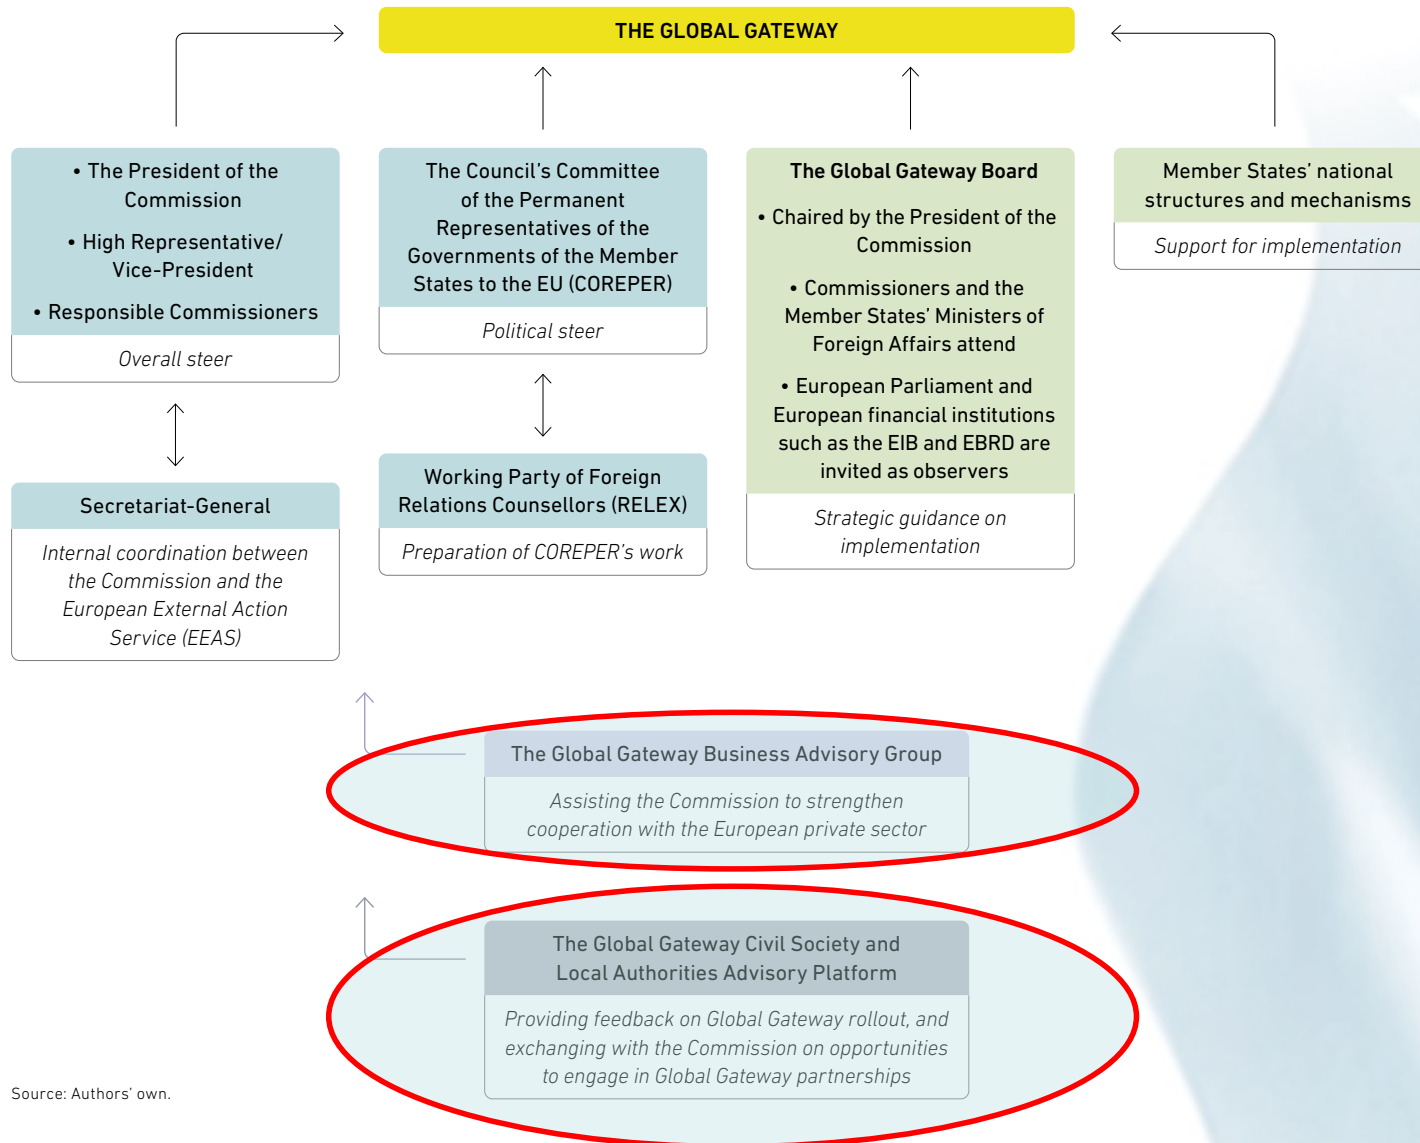 THE GLOBAL GATEWAY
• The President of the
Commission
• High Representative/
Vice-President
• Responsible Commissioners
Overall steer
Secretariat-General
Internal coordination between
the Commission and the
European External Action
Service (EEAS)
The Council's Committee
of the Permanent
Representatives of the
Governments of the Member
States to the EU (COREPER)
Political steer
Working Party of Foreign
Relations Counsellors (RELEX)
Preparation of COREPER's work
The Global Gateway Board
• Chaired by the President of the
Commission
• Commissioners and the
Member States' Ministers of
Foreign Affairs attend
• European Parliament and
European financial institutions
such as the EIB and EBRD are
invited as observers
Strategic guidance on
implementation
Member States' national
structures and mechanisms
Support for implementation
The Global Gateway Business Advisory Group
Assisting the Commission to strengthen
cooperation with the European private sector
The Global Gateway Civil Society and
Local Authorities Advisory Platform
Providing feedback on Global Gateway rollout, and
exchanging with the Commission on opportunities
to engage in Global Gateway partnerships
Source: Authors' own.